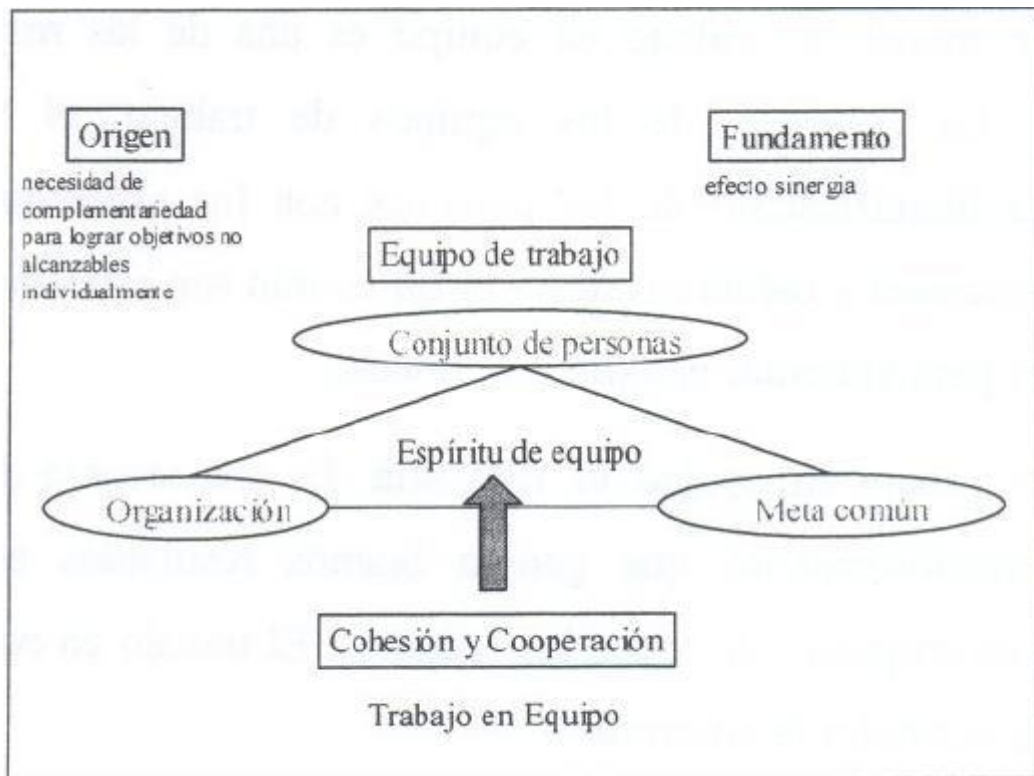 Origen
necesidad de
complementariedad
para lograr objetivos no
alcanzables
individualmente
Fundamento
efecto sinergia
Equipo de trabajo
Conjunto de personas
Espíritu de equipo
Organización
Meta común
Cohesión y Cooperación
Trabajo en Equipo